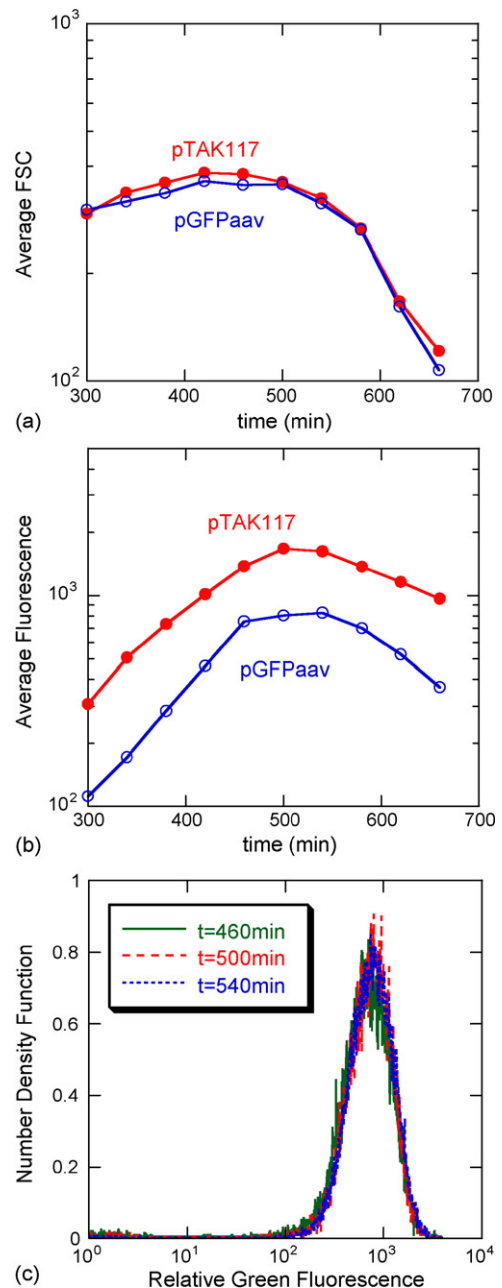 10³
Average FSC
pTAK117
pGFPaav
10²
300 400 500 600 700
(a) time (min)
Average Fluorescence
pTAK117
10³
pGFPaav
10²
300 400 500 600 700
(b) time (min)
Number Density Function
1
0.8
0.6
0.4
0.2
0
t=460min
t=500min
t=540min
10⁰ 10¹ 10² 10³ 10⁴
(c) Relative Green Fluorescence